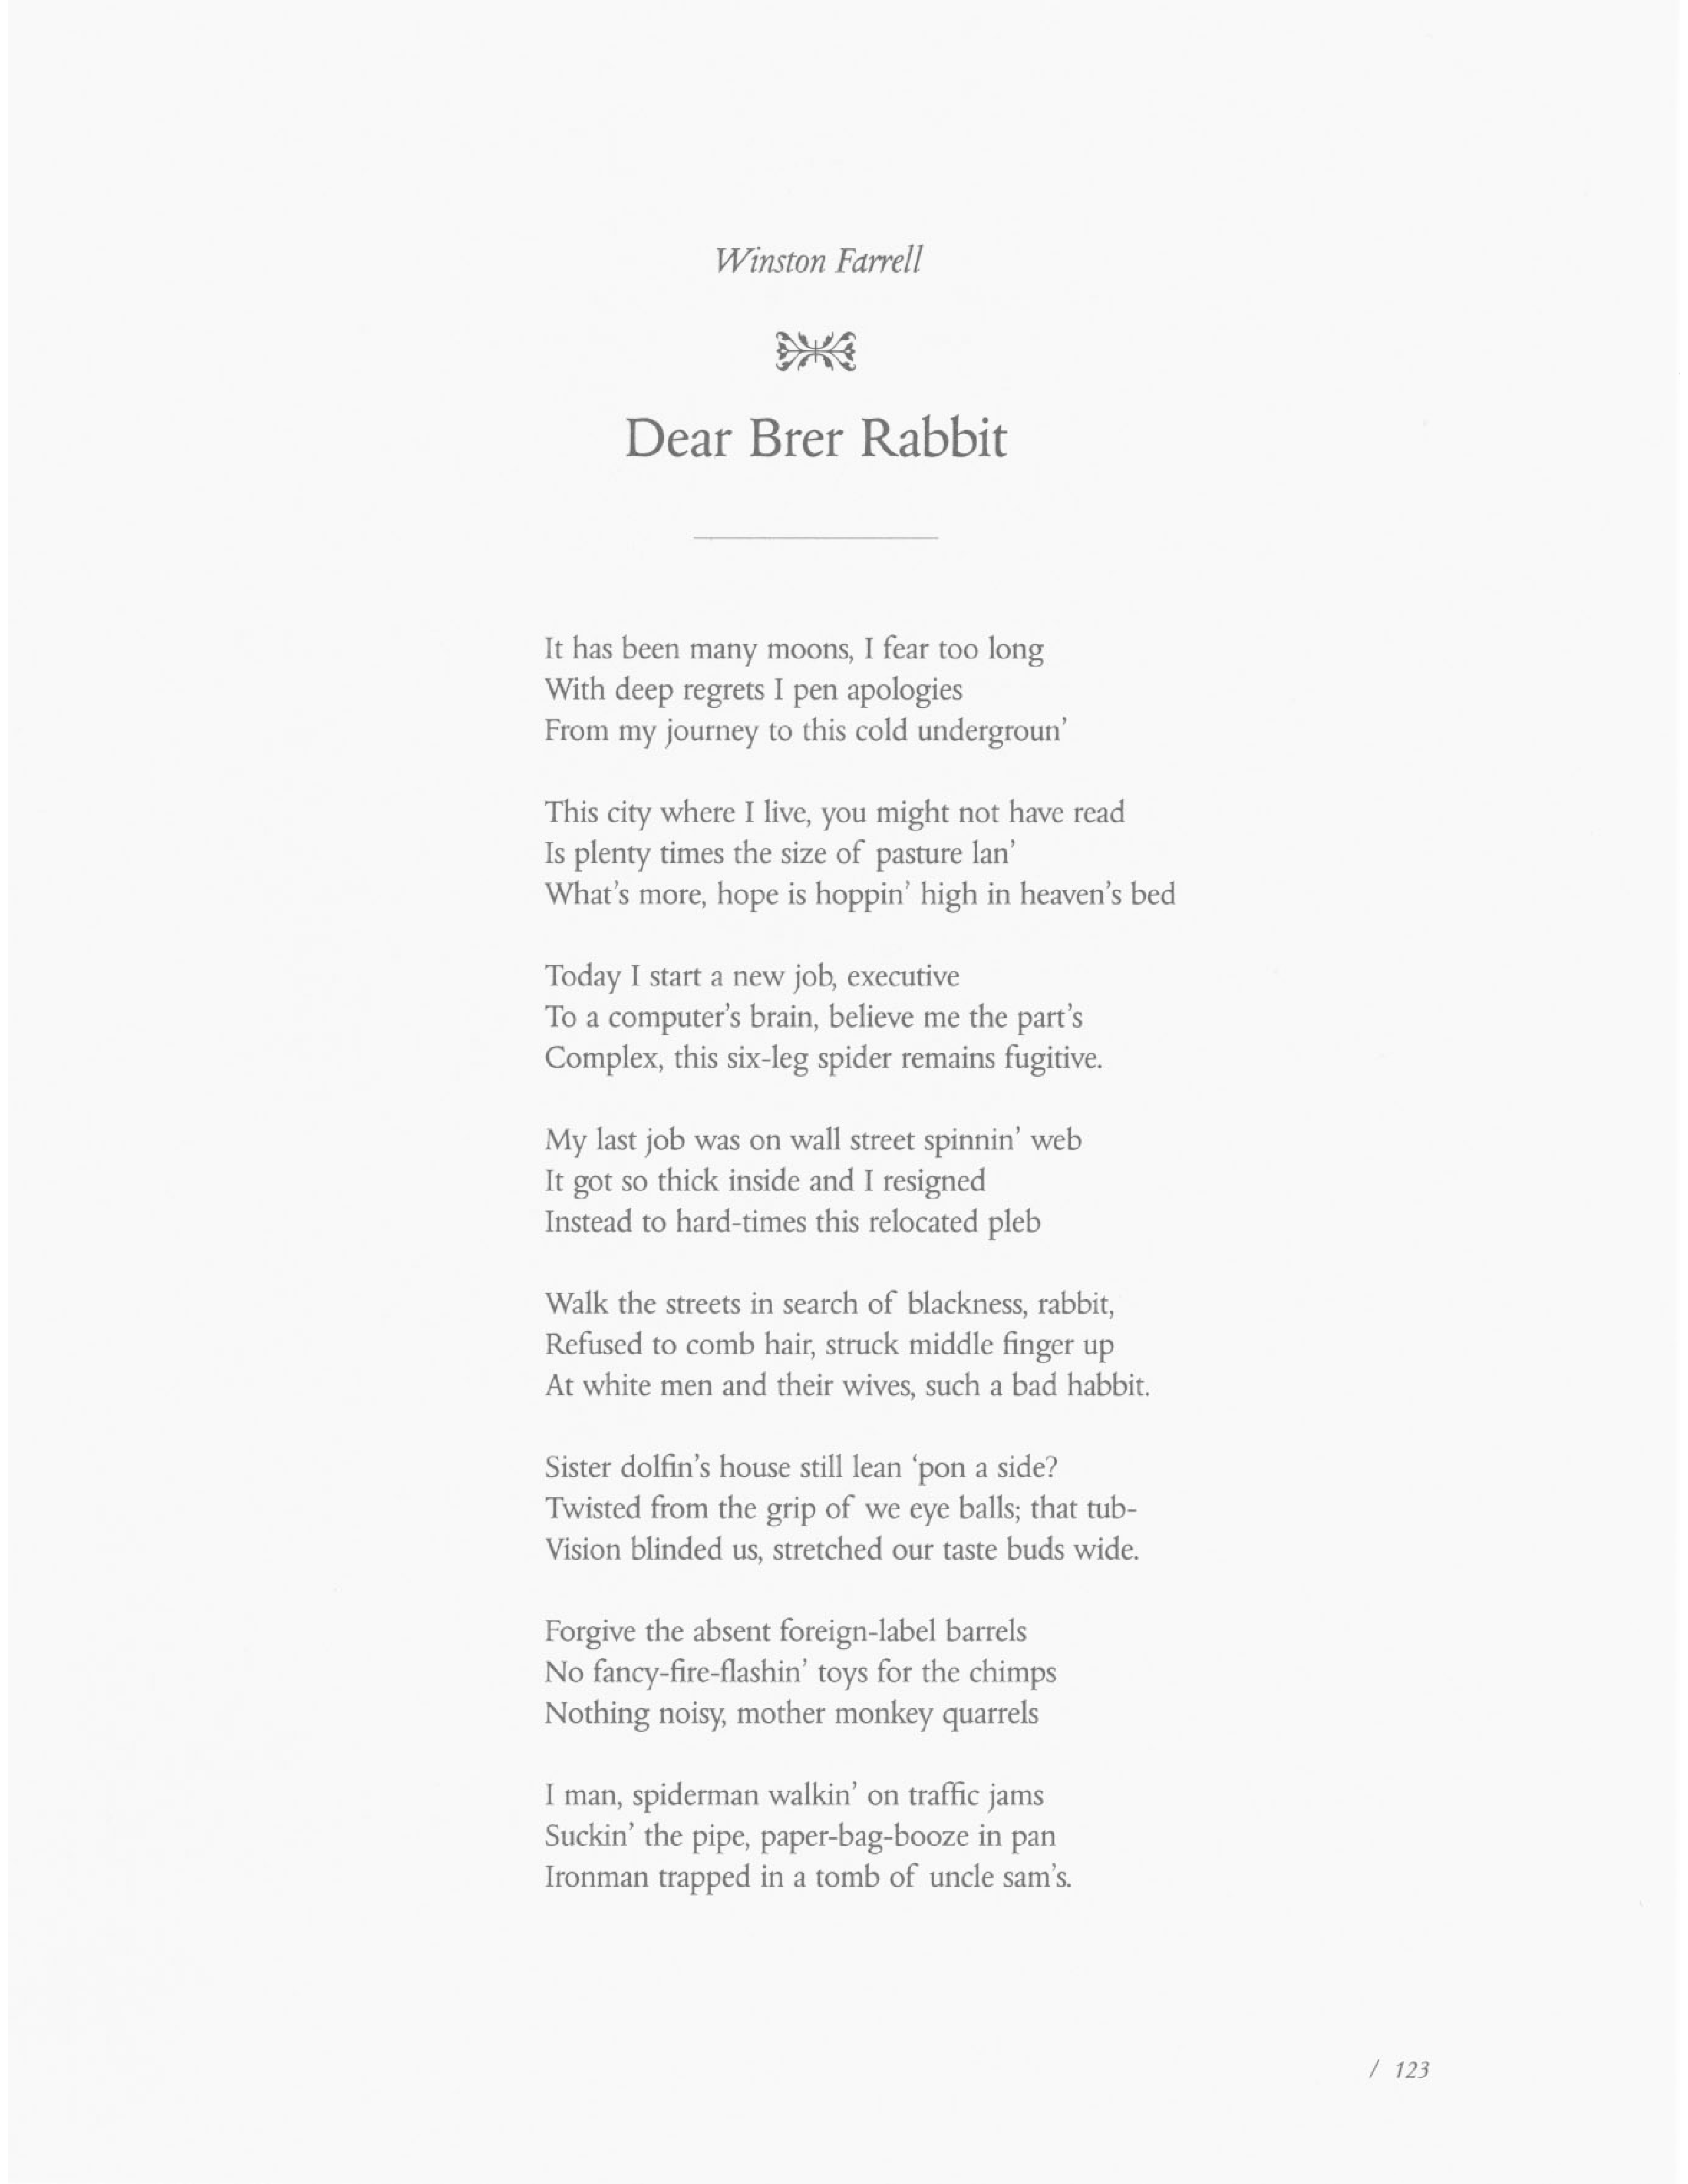 Winston Farrell
Dear Brer Rabbit
It has been many moons, I fear too long
With deep regrets I pen apologies
From my journey to this cold undergroun’
This city where I live, you might not have read
Is plenty times the size of pasture lan’
What’s more, hope is hoppin’ high in heaven’s bed
Today I start a new job, executive
To a computer’s brain, believe me the part’s
Complex, this six-leg spider remains fugitive.
My last job was on wall street spinnin’ web
It got so thick inside and I resigned
Instead to hard-times this relocated pleb
Walk the streets in search of blackness, rabbit,
Refused to comb hair, struck middle finger up
At white men and their wives, such a bad habbit.
Sister dolfin’s house still lean ‘pon a side?
Twisted from the grip of we eye balls; that tub-
Vision blinded us, stretched our taste buds wide.
Forgive the absent foreign-label barrels
No fancy-fire-flashin’ toys for the chimps
Nothing noisy, mother monkey quarrels
I man, spiderman walkin’ on traffic jams
Suckin’ the pipe, paper-bag-booze in pan
Ironman trapped in a tomb of uncle sam’s.
/ 123